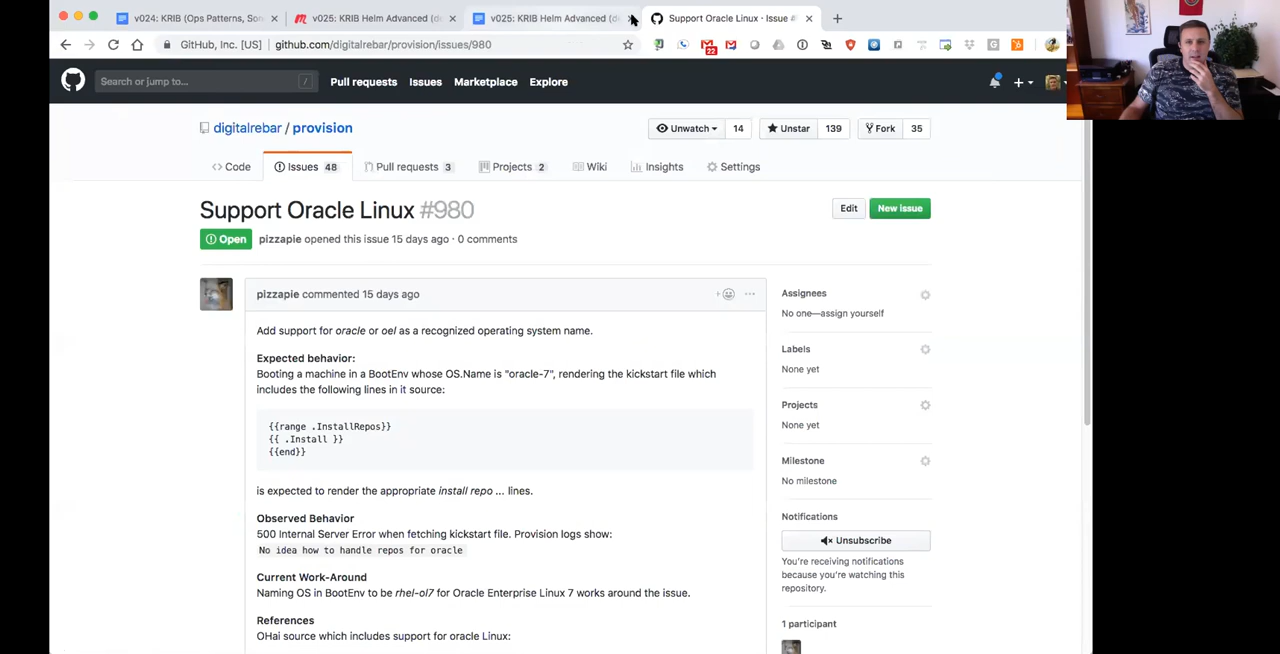 v024: KRIB (Ops Patterns, Son
v025: KRIB Helm Advanced (de
v025: KRIB Helm Advanced (de
Support Oracle Linux · Issue #
GitHub, Inc. [US]
github.com/digitalrebar/provision/issues/980
22
Search or jump to...
/
Pull requests
Issues
Marketplace
Explore
digitalrebar / provision
Unwatch
14
Unstar
139
Fork
35
Code
Issues 48
Pull requests 3
Projects 2
Wiki
Insights
Settings
Support Oracle Linux #980
Edit
New issue
Open
pizzapie opened this issue 15 days ago · 0 comments
pizzapie commented 15 days ago
Add support for oracle or oel as a recognized operating system name.
Expected behavior:
Booting a machine in a BootEnv whose OS.Name is "oracle-7", rendering the kickstart file which
includes the following lines in it source:
{{range .InstallRepos}}
{{ .Install }}
{{end}}
is expected to render the appropriate install repo ... lines.
Observed Behavior
500 Internal Server Error when fetching kickstart file. Provision logs show:
No idea how to handle repos for oracle
Current Work-Around
Naming OS in BootEnv to be rhel-ol7 for Oracle Enterprise Linux 7 works around the issue.
References
OHai source which includes support for oracle Linux:
Assignees
No one—assign yourself
Labels
None yet
Projects
None yet
Milestone
No milestone
Notifications
Unsubscribe
You're receiving notifications
because you're watching this
repository.
1 participant